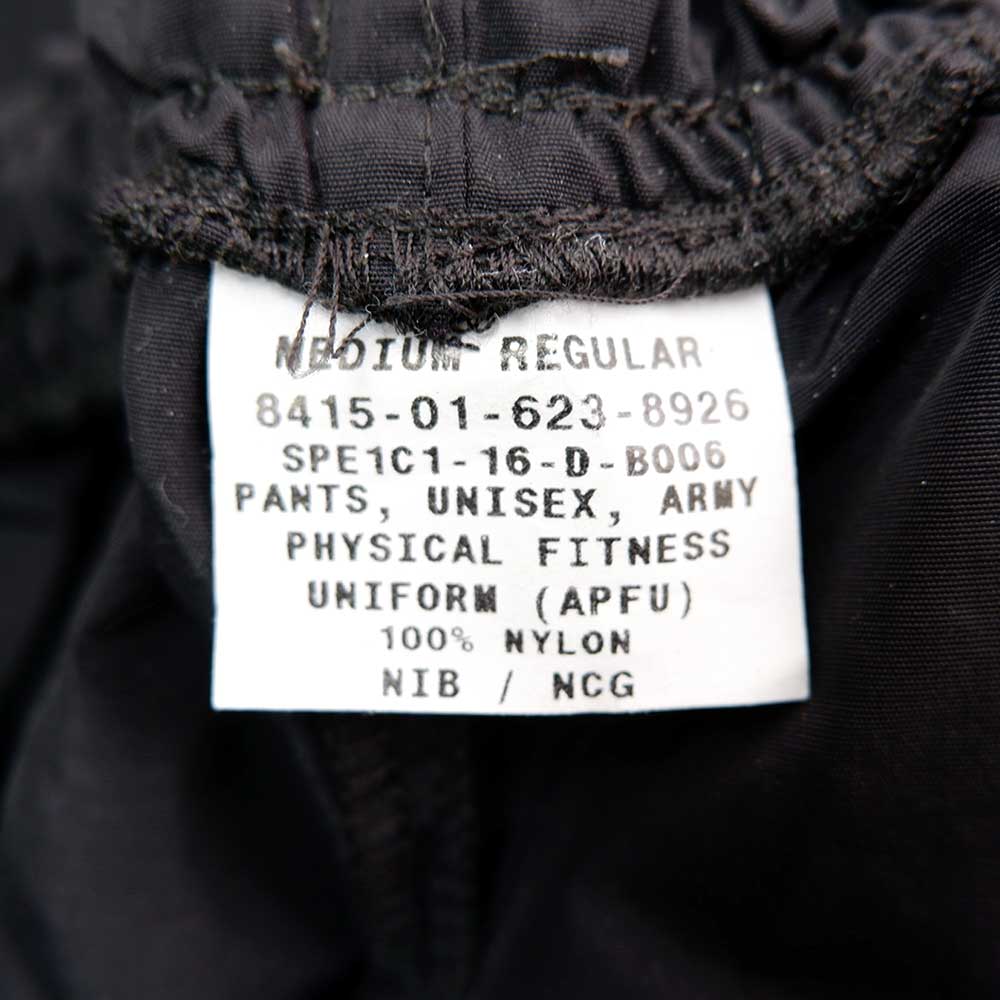 MEDIUM REGULAR
8415-01-623-8926
SPE1C1-16-D-B006
PANTS, UNISEX, ARMY
PHYSICAL FITNESS
UNIFORM (APFU)
100% NYLON
NIB / NCG